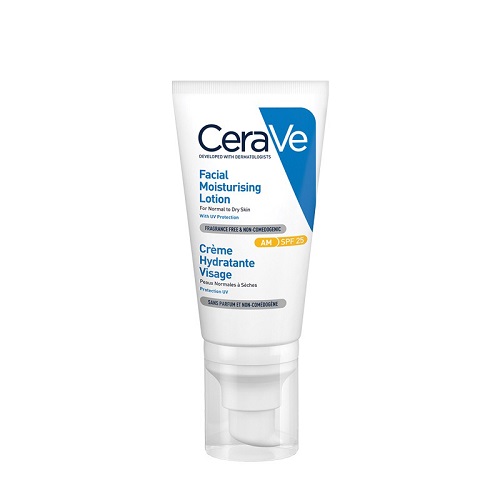 CeraVe
DEVELOPED WITH DERMATOLOGISTS
Facial
Moisturising
Lotion
For Normal to Dry Skin
With UV Protection
FRAGRANCE FREE & NON-COMEDOGENIC
AM SPF 25
Crème
Hydratante
Visage
Peaux Normales à Sèches
Protection UV
SANS PARFUM ET NON-COMÉDOGÈNE